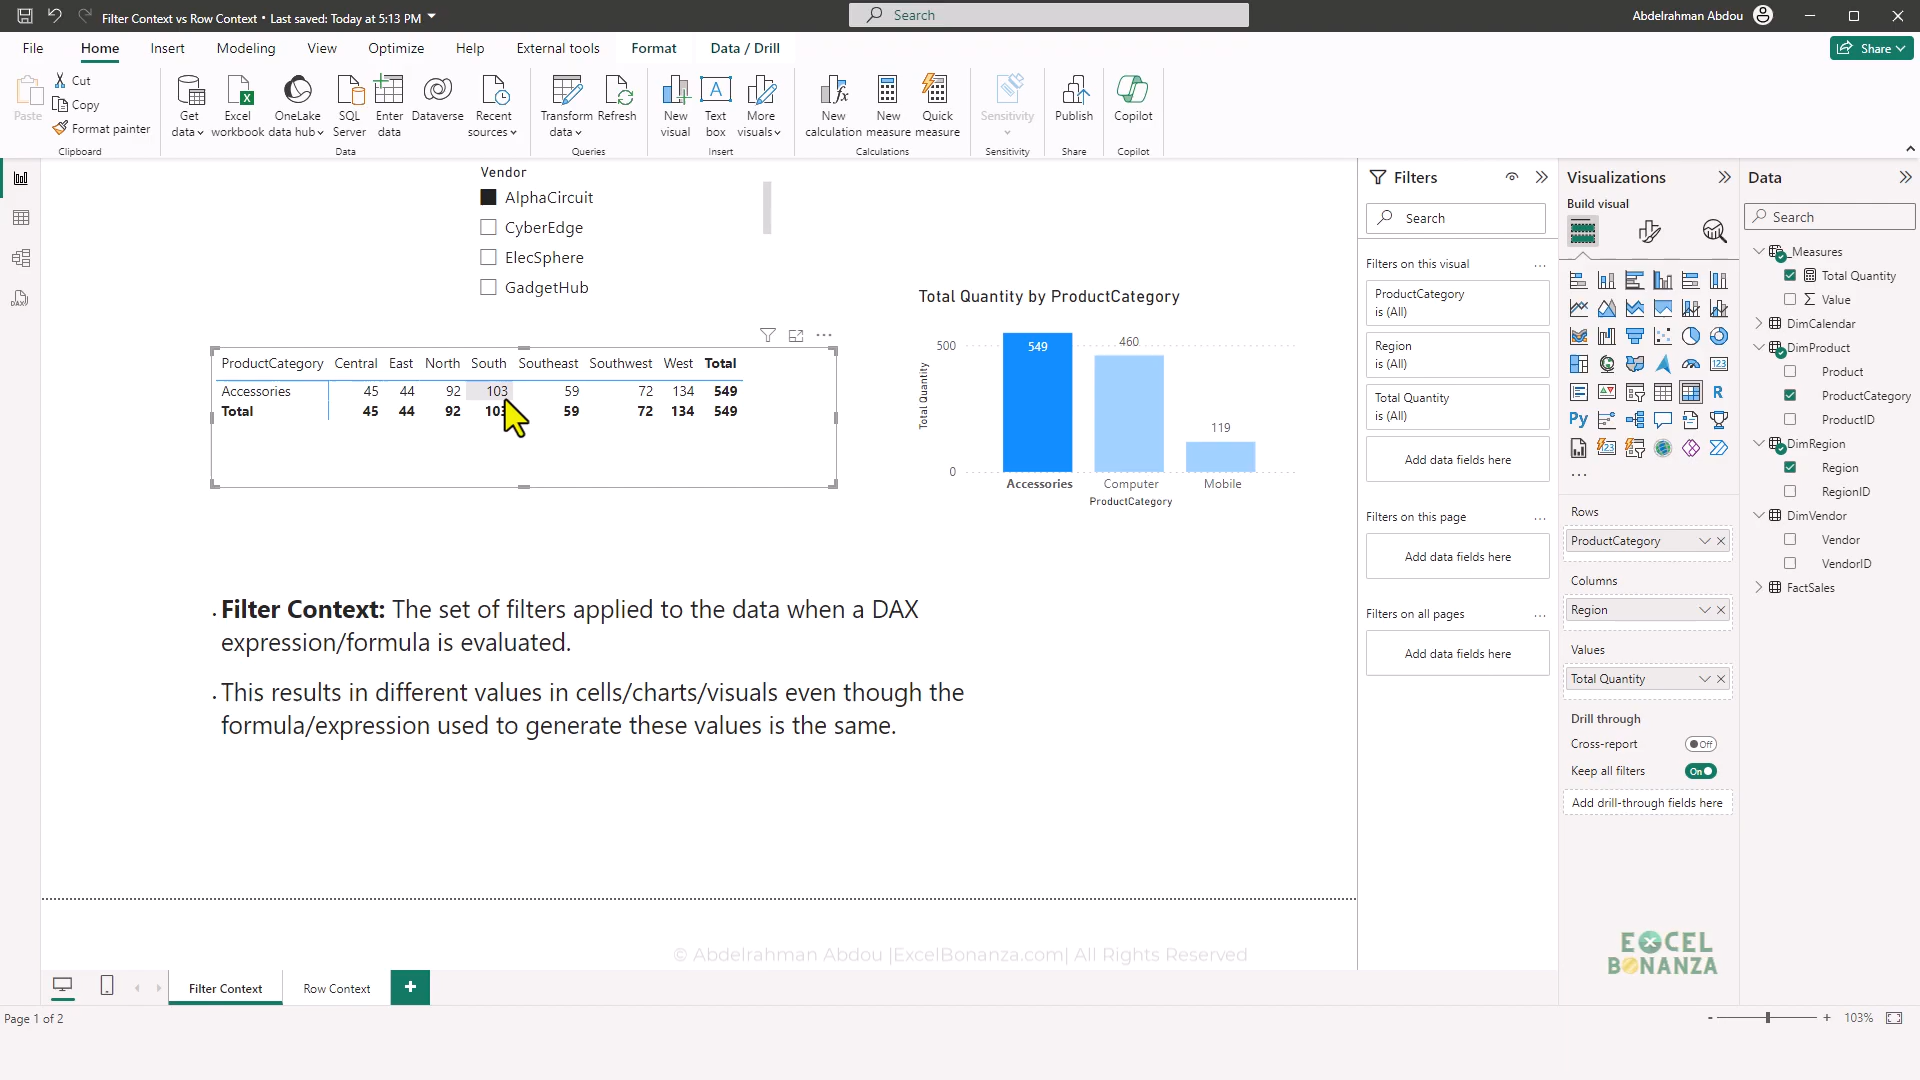 Filter Context vs Row Context • Last saved: Today at 5:13 PM
Search
Abdelrahman Abdou
File Home Insert Modeling View Optimize Help External tools Format Data / Drill
Share
Paste
Cut
Copy
Format painter
Clipboard
Get data
Excel workbook
OneLake data hub
SQL Server
Enter data
Dataverse
Recent sources
Data
Transform data
Refresh
Queries
New visual
Text box
More visuals
Insert
New calculation
New measure
Quick measure
Calculations
Sensitivity
Sensitivity
Publish
Share
Copilot
Copilot
Vendor
AlphaCircuit
CyberEdge
ElecSphere
GadgetHub
ProductCategory Central East North South Southeast Southwest West Total
Accessories 45 44 92 103 59 72 134 549
Total 45 44 92 103 59 72 134 549
Total Quantity by ProductCategory
Total Quantity
500
0
549
460
119
Accessories Computer Mobile
ProductCategory
. Filter Context: The set of filters applied to the data when a DAX
expression/formula is evaluated.
. This results in different values in cells/charts/visuals even though the
formula/expression used to generate these values is the same.
© Abdelrahman Abdou |ExcelBonanza.com| All Rights Reserved
Filters
Search
Filters on this visual
ProductCategory
is (All)
Region
is (All)
Total Quantity
is (All)
Add data fields here
Filters on this page
Add data fields here
Filters on all pages
Add data fields here
Visualizations
Build visual
123
R
Py
123
...
Rows
ProductCategory
Columns
Region
Values
Total Quantity
Drill through
Cross-report Off
Keep all filters On
Add drill-through fields here
EXCEL
BONANZA
Data
Search
_Measures
Total Quantity
Value
DimCalendar
DimProduct
Product
ProductCategory
ProductID
DimRegion
Region
RegionID
DimVendor
Vendor
VendorID
FactSales
Filter Context
Row Context
+
Page 1 of 2
- + 103%